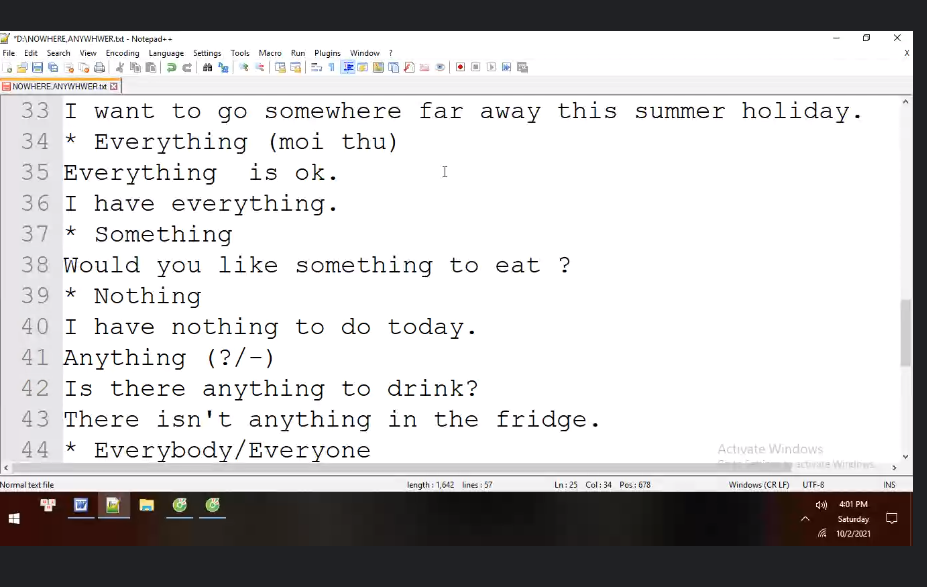 *D:\NOWHERE,ANYWHWER.txt - Notepad++
File Edit Search View Encoding Language Settings Tools Macro Run Plugins Window ?
X
NOWHERE,ANYWHWER.txt
33 I want to go somewhere far away this summer holiday.
34 * Everything (moi thu)
35 Everything  is ok.
36 I have everything.
37 * Something
38 Would you like something to eat ?
39 * Nothing
40 I have nothing to do today.
41 Anything (?/-)
42 Is there anything to drink?
43 There isn't anything in the fridge.
44 * Everybody/Everyone
Activate Windows
Go to Settings to activate Windows.
Normal text file length : 1,642 lines : 57 Ln : 25 Col : 34 Pos : 678 Windows (CR LF) UTF-8 INS
4:01 PM
Saturday
10/2/2021